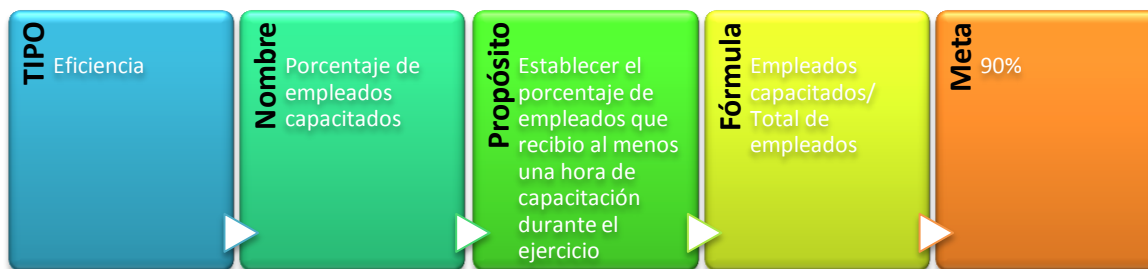 TIPO
Eficiencia
Nombre
Porcentaje de
empleados
capacitados
Propósito
Establecer el
porcentaje de
empleados que
recibio al menos
una hora de
capacitación
durante el
ejercicio
Fórmula
Empleados
capacitados/
Total de
empleados
Meta
90%